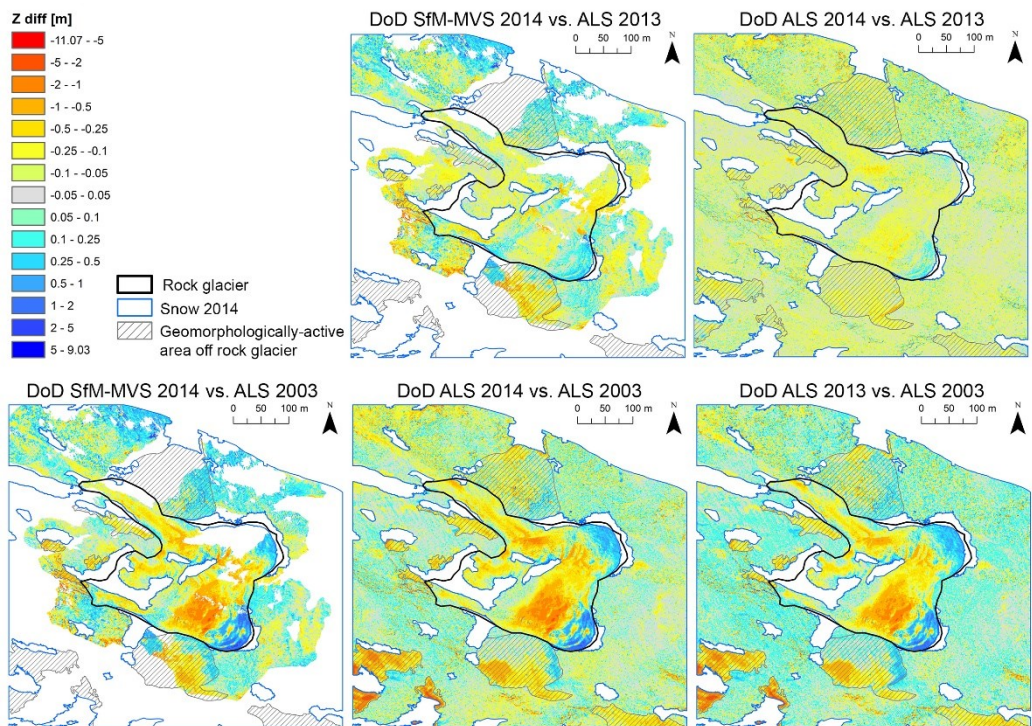 Z diff [m]
-11.07 - -5
-5 - -2
-2 - -1
-1 - -0.5
-0.5 - -0.25
-0.25 - -0.1
-0.1 - -0.05
-0.05 - 0.05
0.05 - 0.1
0.1 - 0.25
0.25 - 0.5
0.5 - 1
1 - 2
2 - 5
5 - 9.03
Rock glacier
Snow 2014
Geomorphologically-active
area off rock glacier
DoD SfM-MVS 2014 vs. ALS 2013
0 50 100 m
N
DoD ALS 2014 vs. ALS 2013
0 50 100 m
N
DoD SfM-MVS 2014 vs. ALS 2003
0 50 100 m
N
DoD ALS 2014 vs. ALS 2003
0 50 100 m
N
DoD ALS 2013 vs. ALS 2003
0 50 100 m
N